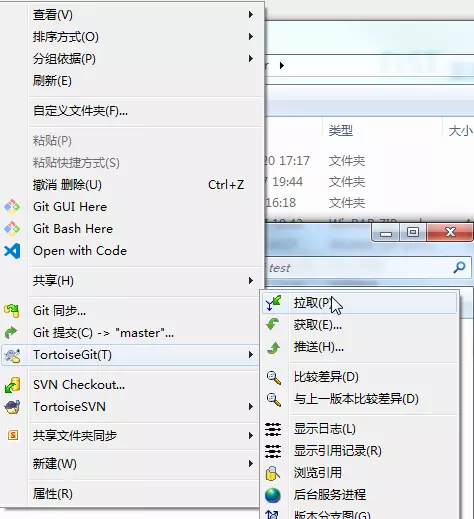 查看(V)
排序方式(O)
分组依据(P)
刷新(E)
自定义文件夹(F)...
粘贴(P)
粘贴快捷方式(S)
撤消 删除(U) Ctrl+Z
Git GUI Here
Git Bash Here
Open with Code
共享(H)
Git 同步...
Git 提交(C) -> "master"...
TortoiseGit(T)
SVN Checkout...
TortoiseSVN
共享文件夹同步
新建(W)
属性(R)
类型 大小
20 17:17 文件夹
19:44 文件夹
16:18 文件夹
test
拉取(P)
获取(E)...
推送(H)...
比较差异(D)
与上一版本比较差异(D)
显示日志(L)
显示引用记录(R)
浏览引用
后台服务进程
版本分支图(G)